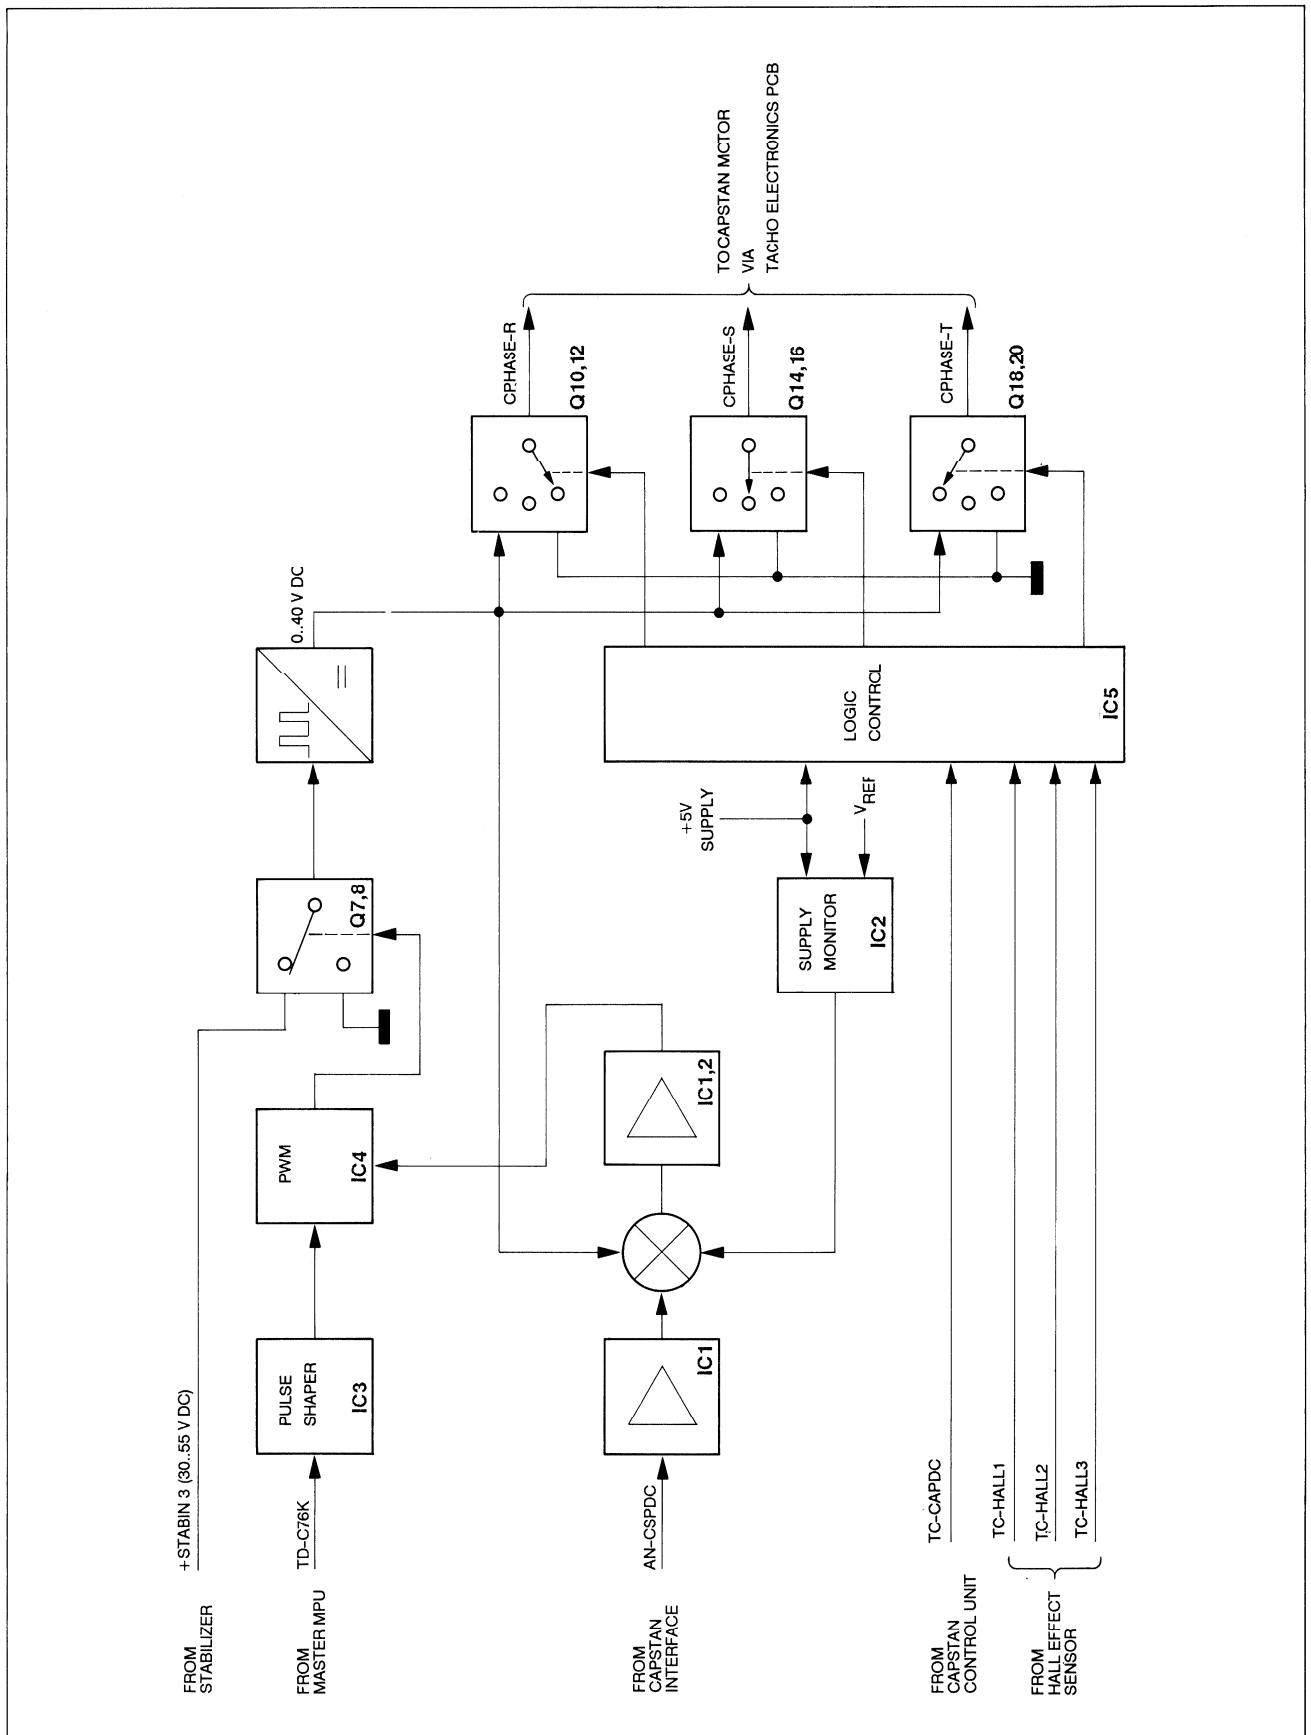 FROM
STABILIZER
+STABIN 3 (30..55 V DC)
FROM
MASTER MPU
TD-C76K
PULSE
SHAPER
IC3
PWM
IC4
Q7,8
0..40 V DC
FROM
CAPSTAN
INTERFACE
AN-CSPDC
IC1
IC1,2
SUPPLY
MONITOR
IC2
+5V
SUPPLY
VREF
LOGIC
CONTROL
IC5
FROM
CAPSTAN
CONTROL UNIT
TC-CAPDC
FROM
HALL EFFECT
SENSOR
TC-HALL1
TC-HALL2
TC-HALL3
CPHASE-R
Q10,12
CPHASE-S
Q14,16
CPHASE-T
Q18,20
TOCAPSTAN MCTOR
VIA
TACHO ELECTRONICS PCB